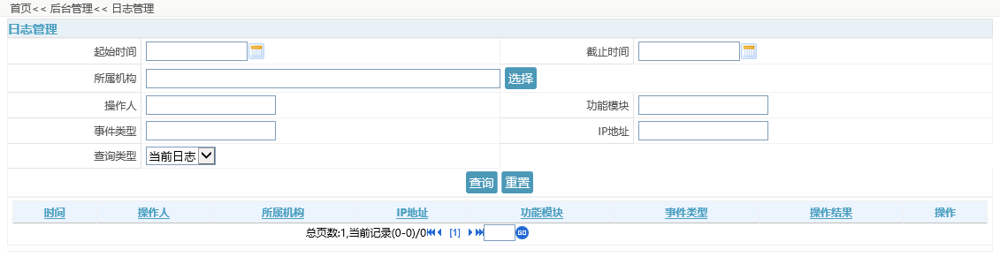 首页<< 后台管理<< 日志管理
日志管理
起始时间 截止时间
所属机构 选择
操作人 功能模块
事件类型 IP地址
查询类型 当前日志
查询 重置
时间 操作人 所属机构 IP地址 功能模块 事件类型 操作结果 操作
总页数:1,当前记录(0-0)/0 [1] GO